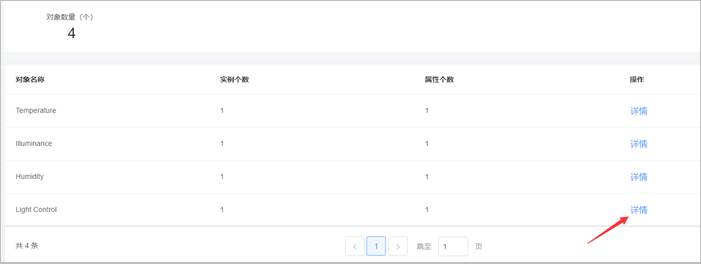 对象数量（个）
4
对象名称 实例个数 属性个数 操作
Temperature 1 1 详情
Illuminance 1 1 详情
Humidity 1 1 详情
Light Control 1 1 详情
共 4 条 < 1 > 跳至 1 页